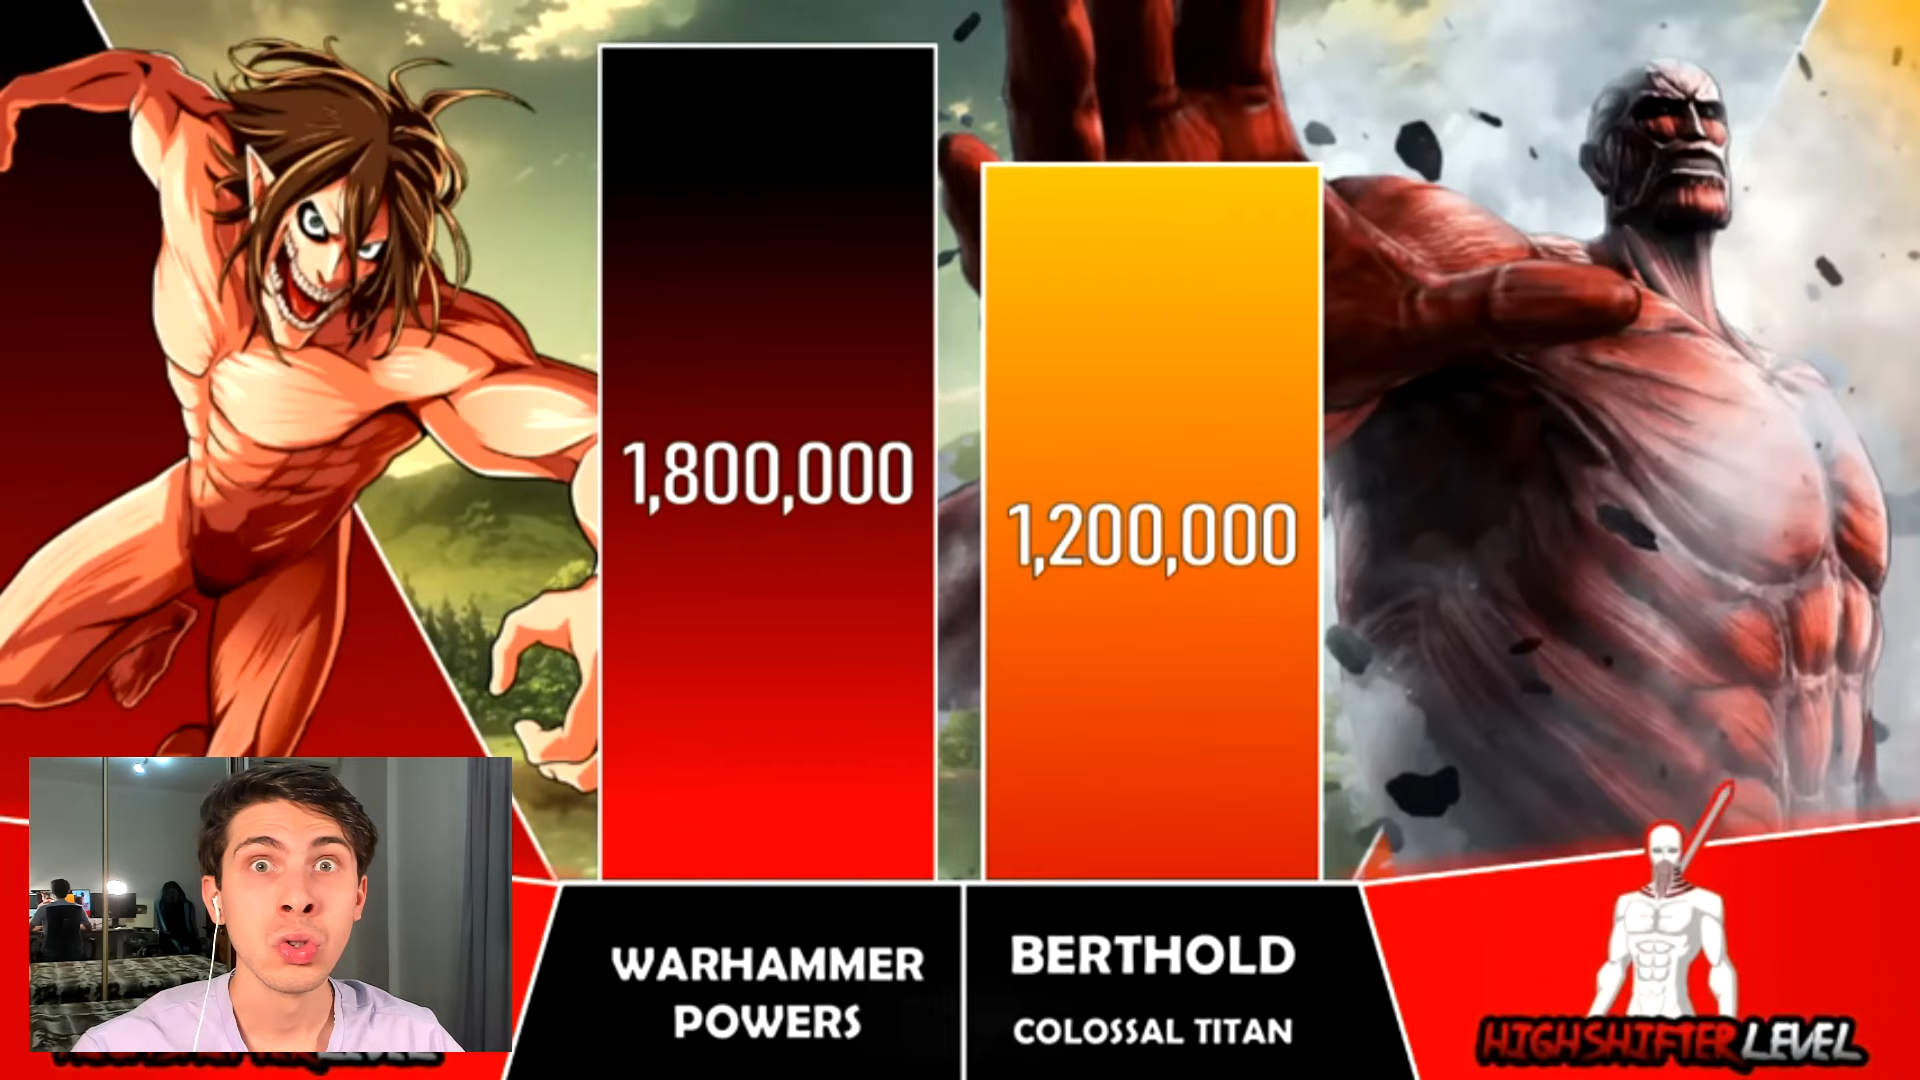 1,800,000
1,200,000
WARHAMMER
POWERS
BERTHOLD
COLOSSAL TITAN
HIGHSHIFTER LEVEL